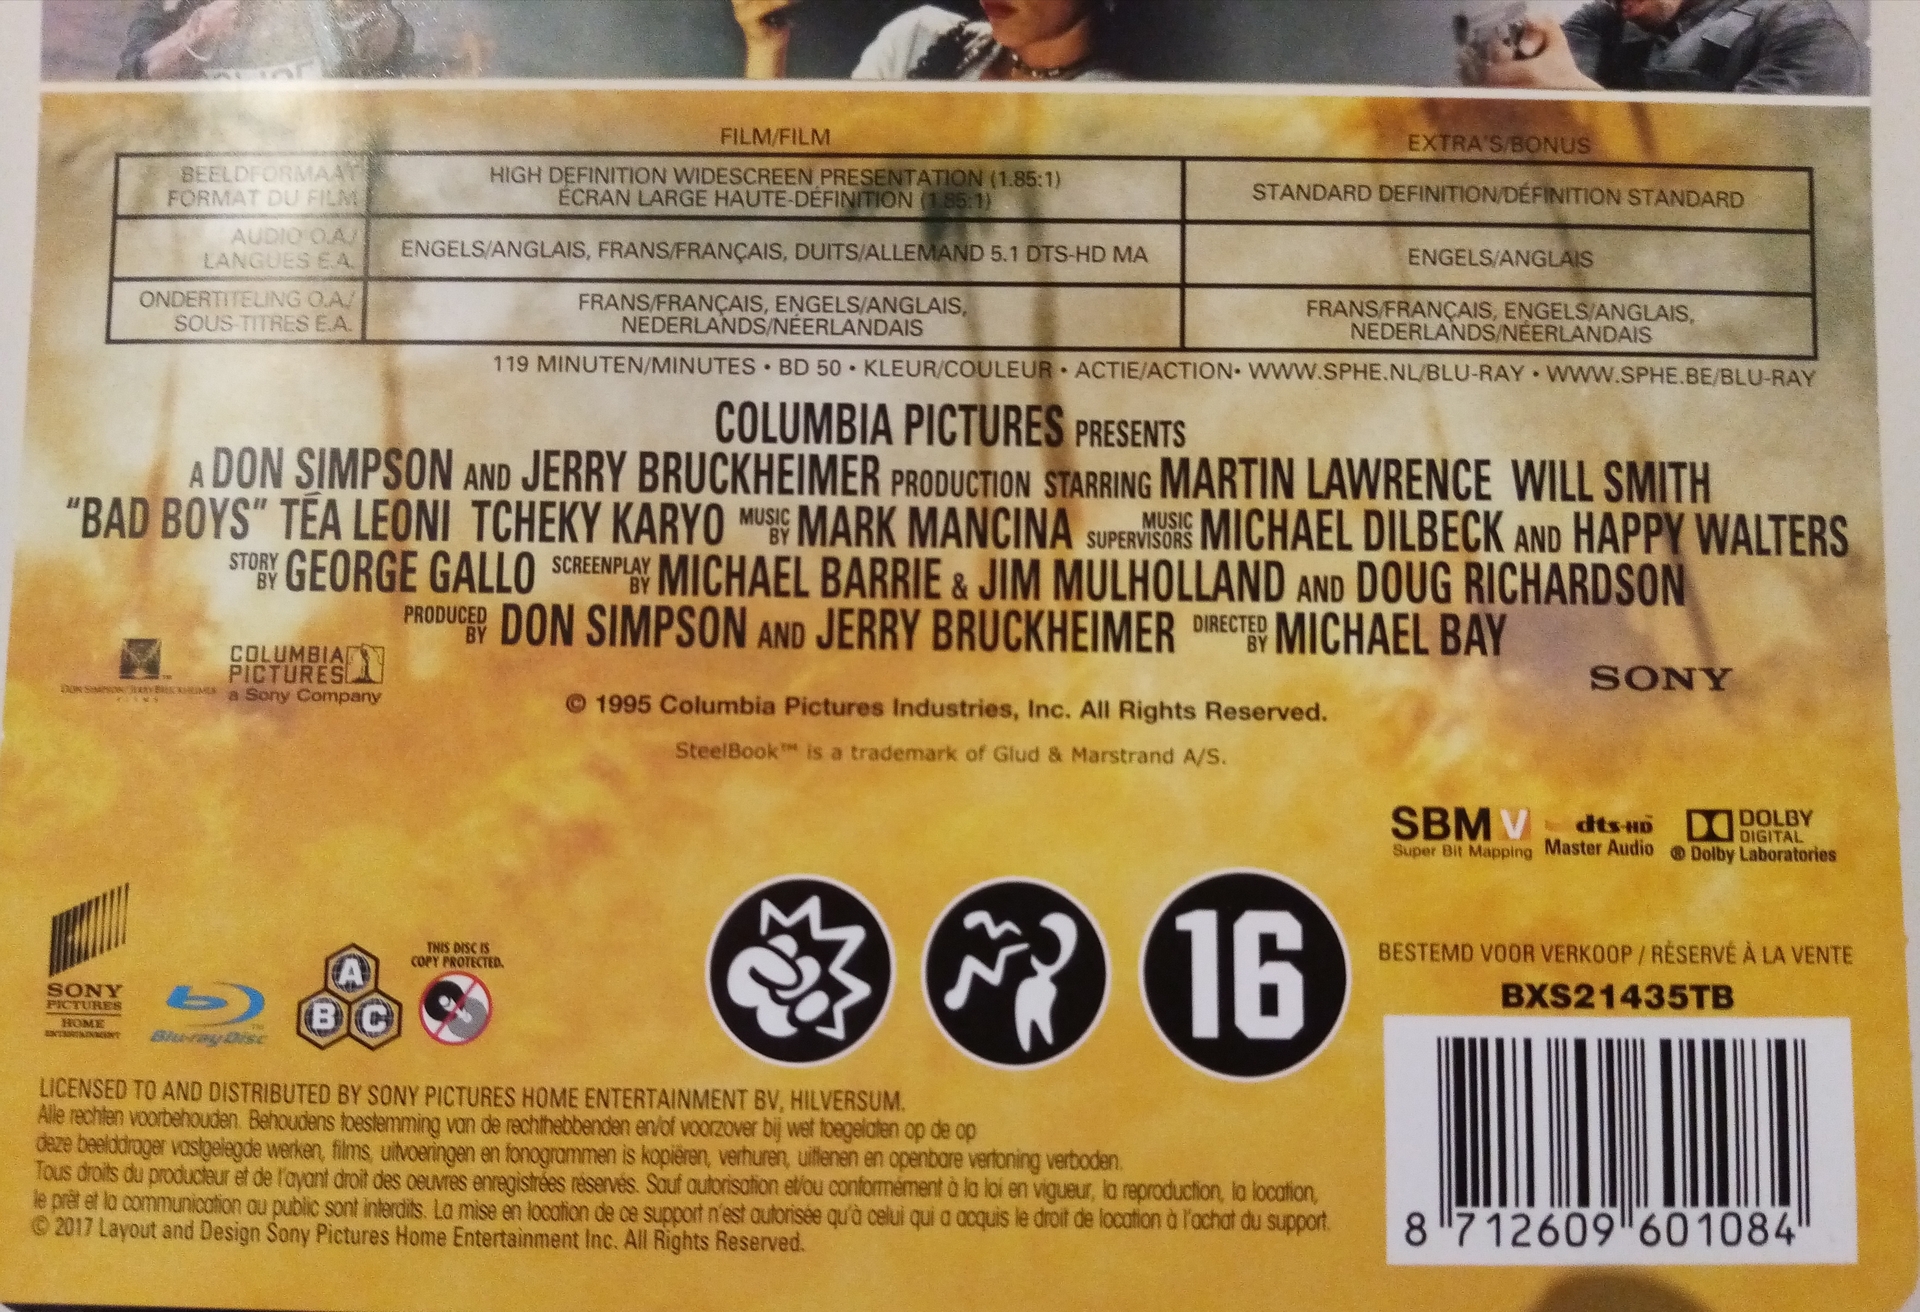 FILM/FILM
EXTRA'S/BONUS
BEELDFORMAAT
FORMAT DU FILM
HIGH DEFINITION WIDESCREEN PRESENTATION (1.85:1)
ÉCRAN LARGE HAUTE-DÉFINITION (1.85:1)
STANDARD DEFINITION/DÉFINITION STANDARD
AUDIO O.A./
LANGUES E.A.
ENGELS/ANGLAIS, FRANS/FRANÇAIS, DUITS/ALLEMAND 5.1 DTS-HD MA
ENGELS/ANGLAIS
ONDERTITELING O.A./
SOUS-TITRES E.A.
FRANS/FRANÇAIS, ENGELS/ANGLAIS,
NEDERLANDS/NÉERLANDAIS
FRANS/FRANÇAIS, ENGELS/ANGLAIS,
NEDERLANDS/NÉERLANDAIS
119 MINUTEN/MINUTES • BD 50 • KLEUR/COULEUR • ACTIE/ACTION• WWW.SPHE.NL/BLU-RAY • WWW.SPHE.BE/BLU-RAY
COLUMBIA PICTURES PRESENTS
A DON SIMPSON AND JERRY BRUCKHEIMER PRODUCTION STARRING MARTIN LAWRENCE WILL SMITH
"BAD BOYS" TÉA LEONI TCHEKY KARYO MUSIC BY MARK MANCINA MUSIC SUPERVISORS MICHAEL DILBECK AND HAPPY WALTERS
STORY BY GEORGE GALLO SCREENPLAY BY MICHAEL BARRIE & JIM MULHOLLAND AND DOUG RICHARDSON
PRODUCED BY DON SIMPSON AND JERRY BRUCKHEIMER DIRECTED BY MICHAEL BAY
DON SIMPSON/JERRY BRUCKHEIMER
FILMS
COLUMBIA
PICTURES
a Sony Company
SONY
© 1995 Columbia Pictures Industries, Inc. All Rights Reserved.
SteelBook™ is a trademark of Glud & Marstrand A/S.
SBMV
Super Bit Mapping
dts-HD
Master Audio
DOLBY
DIGITAL
® Dolby Laboratories
SONY
PICTURES
HOME
ENTERTAINMENT
Blu-ray Disc
A
B C
THIS DISC IS
COPY PROTECTED.
16
BESTEMD VOOR VERKOOP / RÉSERVÉ À LA VENTE
BXS21435TB
8 712609 601084
LICENSED TO AND DISTRIBUTED BY SONY PICTURES HOME ENTERTAINMENT BV, HILVERSUM.
Alle rechten voorbehouden. Behoudens toestemming van de rechthebbenden en/of voorzover bij wet toegelaten op de op
deze beelddrager vastgelegde werken, films, uitvoeringen en fonogrammen is kopiëren, verhuren, uitlenen en openbare vertoning verboden.
Tous droits du producteur et de l'ayant droit des oeuvres enregistrées réservés. Sauf autorisation et/ou conformément à la loi en vigueur, la reproduction, la location,
le prêt et la communication au public sont interdits. La mise en location de ce support n'est autorisée qu'à celui qui a acquis le droit de location à l'achat du support.
© 2017 Layout and Design Sony Pictures Home Entertainment Inc. All Rights Reserved.